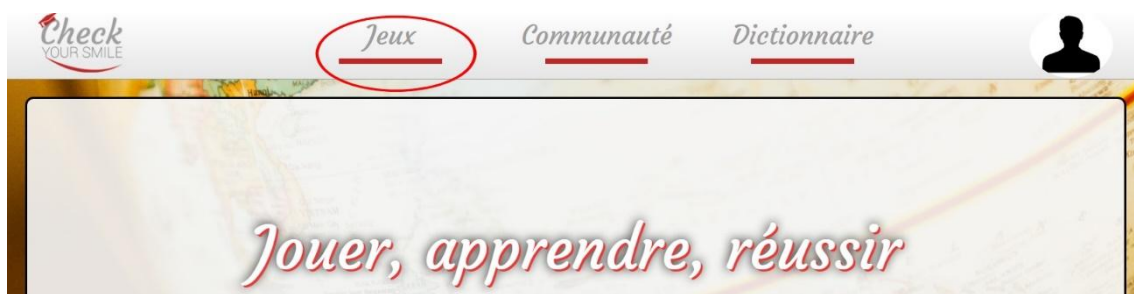 Check
YOUR SMILE
Jeux Communauté Dictionnaire
Jouer, apprendre, réussir